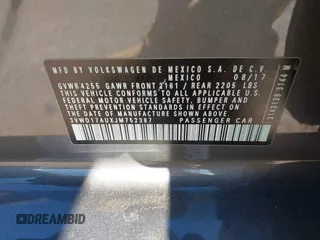 MFD BY VOLKSWAGEN DE MEXICO S.A. DE C.V.
MEXICO 08/17
GVWR4255 GAWR FRONT 2161 / REAR 2205 LBS
THIS VEHICLE CONFORMS TO ALL APPLICABLE
FEDERAL MOTOR VEHICLE SAFETY, BUMPER AND
THEFT PREVENTION STANDARDS IN EFFECT ON
THE DATE OF MANUFACTURE SHOWN ABOVE.
3VWD17AUXJM752387 PASSENGER CAR
DREAMBID